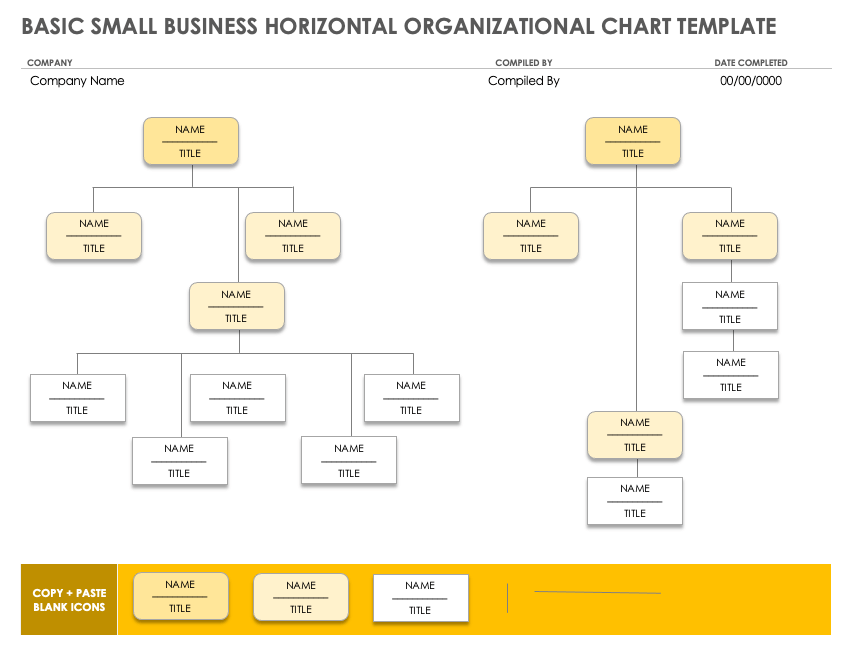 BASIC SMALL BUSINESS HORIZONTAL ORGANIZATIONAL CHART TEMPLATE
COMPANY
COMPILED BY
DATE COMPLETED
Company Name
Compiled By
00/00/0000
NAME
TITLE
NAME
TITLE
NAME
TITLE
NAME
TITLE
NAME
TITLE
NAME
TITLE
NAME
TITLE
NAME
TITLE
NAME
TITLE
NAME
TITLE
NAME
TITLE
NAME
TITLE
NAME
TITLE
NAME
TITLE
NAME
TITLE
NAME
TITLE
COPY + PASTE
BLANK ICONS
NAME
TITLE
NAME
TITLE
NAME
TITLE